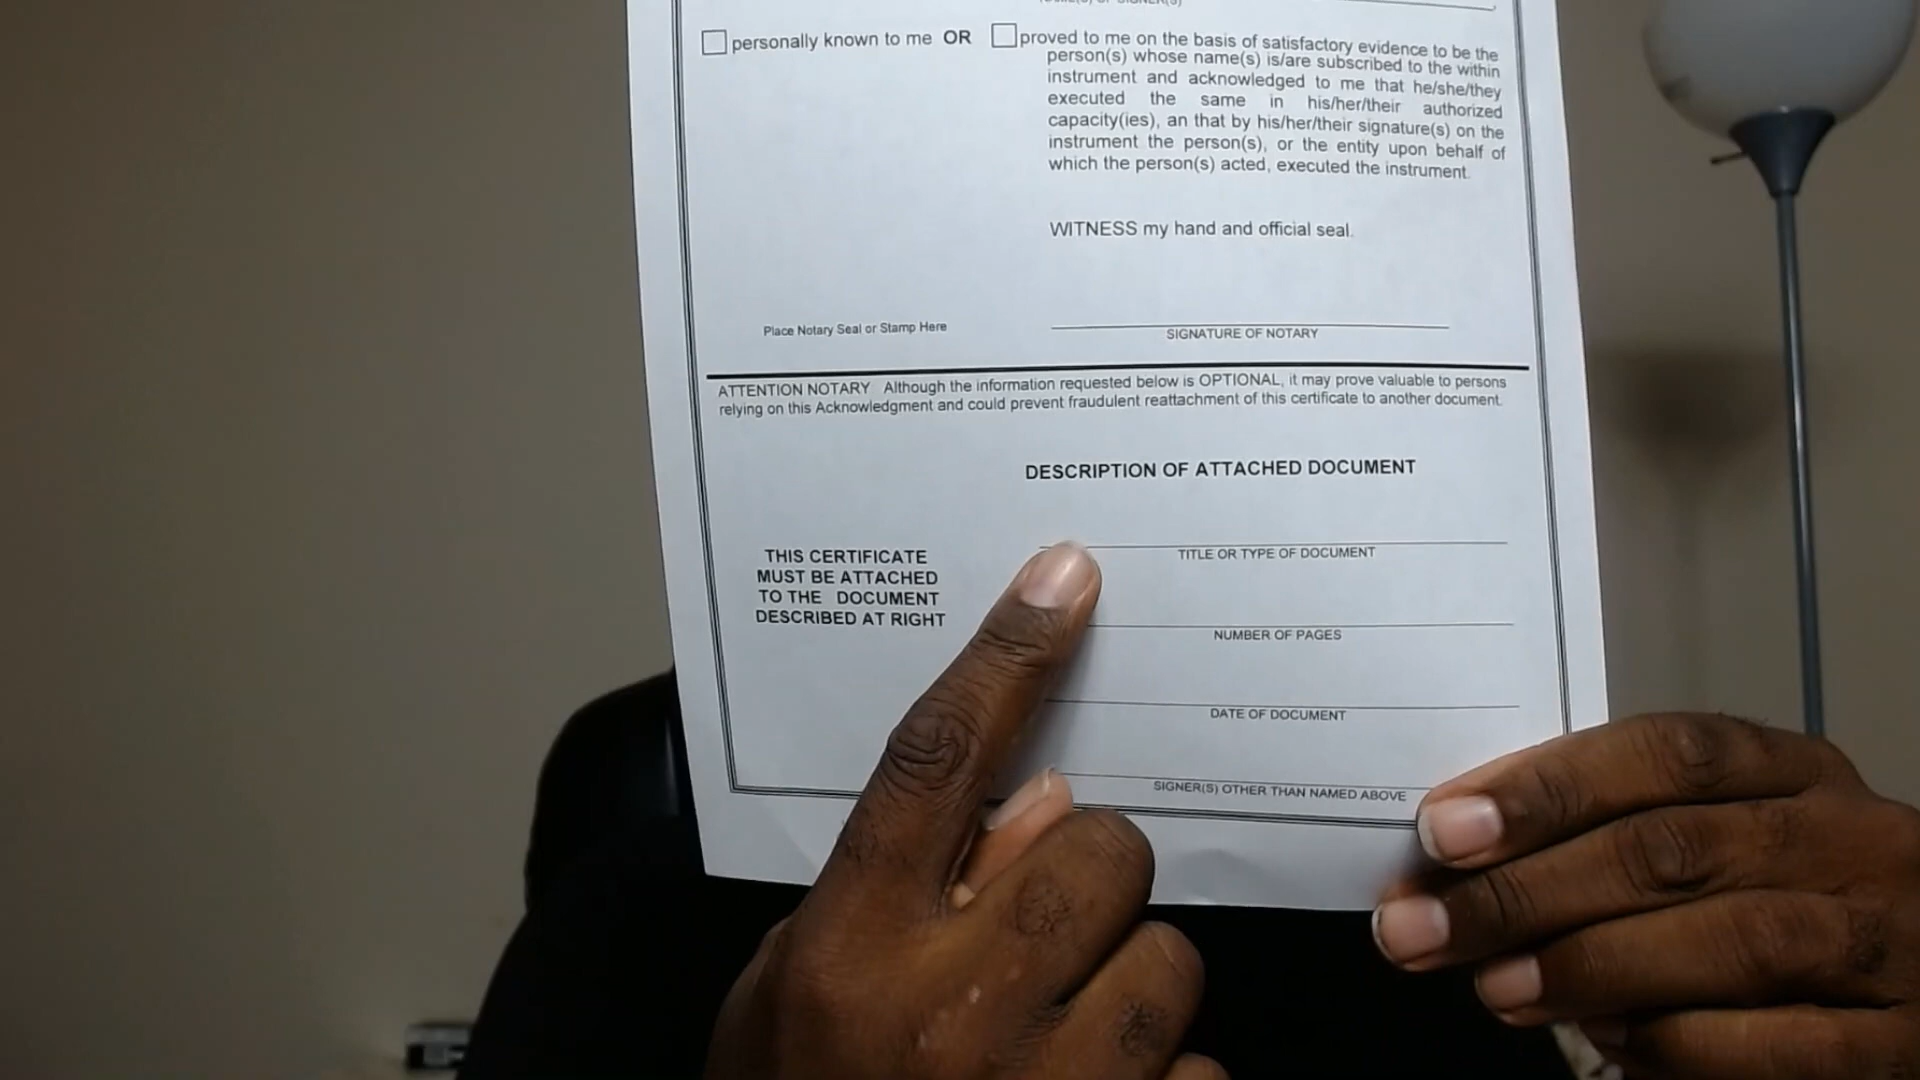 personally known to me OR
proved to me on the basis of satisfactory evidence to be the
person(s) whose name(s) is/are subscribed to the within
instrument and acknowledged to me that he/she/they
executed the same in his/her/their authorized
capacity(ies), an that by his/her/their signature(s) on the
instrument the person(s), or the entity upon behalf of
which the person(s) acted, executed the instrument.
WITNESS my hand and official seal.
Place Notary Seal or Stamp Here
SIGNATURE OF NOTARY
ATTENTION NOTARY Although the information requested below is OPTIONAL, it may prove valuable to persons
relying on this Acknowledgment and could prevent fraudulent reattachment of this certificate to another document.
DESCRIPTION OF ATTACHED DOCUMENT
THIS CERTIFICATE
MUST BE ATTACHED
TO THE DOCUMENT
DESCRIBED AT RIGHT
TITLE OR TYPE OF DOCUMENT
NUMBER OF PAGES
DATE OF DOCUMENT
SIGNER(S) OTHER THAN NAMED ABOVE